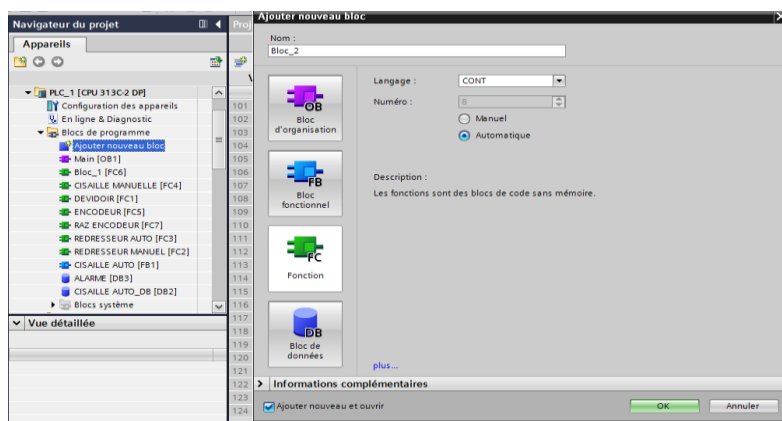 Navigateur du projet
Appareils
PLC_1 [CPU 313C-2 DP]
Configuration des appareils
En ligne & Diagnostic
Blocs de programme
Ajouter nouveau bloc
Main [OB1]
Bloc_1 [FC6]
CISAILLE MANUELLE [FC4]
DEVIDOIR [FC1]
ENCODEUR [FC5]
RAZ ENCODEUR [FC7]
REDRESSEUR AUTO [FC3]
REDRESSEUR MANUEL [FC2]
CISAILLE AUTO [FB1]
ALARME [DB3]
CISAILLE AUTO_DB [DB2]
Blocs système
Vue détaillée
Proj
101
102
103
104
105
106
107
108
109
110
111
112
113
114
115
116
117
118
119
120
121
122
123
124
Ajouter nouveau bloc
Nom :
Bloc_2
OB
Bloc
d'organisation
FB
Bloc
fonctionnel
FC
Fonction
DB
Bloc de
données
Langage :
CONT
Numéro :
8
Manuel
Automatique
Description :
Les fonctions sont des blocs de code sans mémoire.
plus...
Informations complémentaires
Ajouter nouveau et ouvrir
OK
Annuler